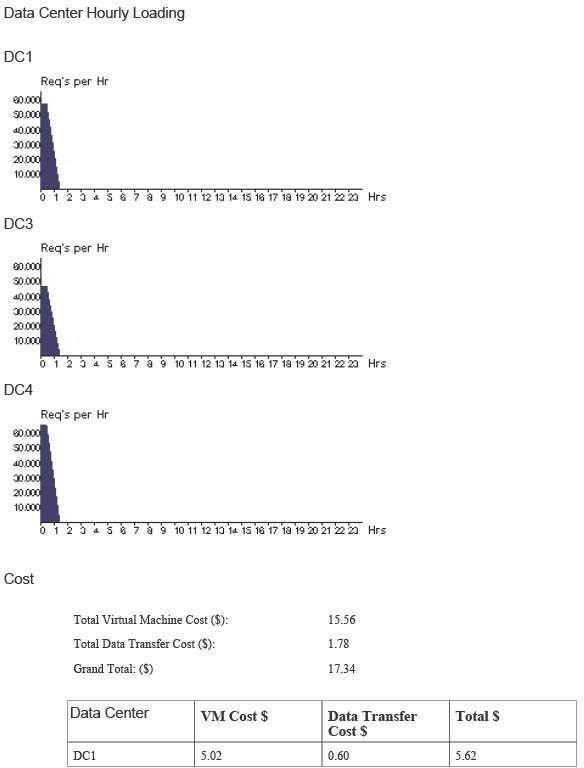 Data Center Hourly Loading
DC1
Req's per Hr
60,000
50,000
40,000
30,000
20,000
10,000
0 1 2 3 4 5 6 7 8 9 10 11 12 13 14 15 16 17 18 19 20 21 22 23 Hrs
DC3
Req's per Hr
60,000
50,000
40,000
30,000
20,000
10,000
0 1 2 3 4 5 6 7 8 9 10 11 12 13 14 15 16 17 18 19 20 21 22 23 Hrs
DC4
Req's per Hr
60,000
50,000
40,000
30,000
20,000
10,000
0 1 2 3 4 5 6 7 8 9 10 11 12 13 14 15 16 17 18 19 20 21 22 23 Hrs
Cost
Total Virtual Machine Cost ($): 15.56
Total Data Transfer Cost ($): 1.78
Grand Total: ($) 17.34
Data Center VM Cost $ Data Transfer Total $
Cost $
DC1 5.02 0.60 5.62